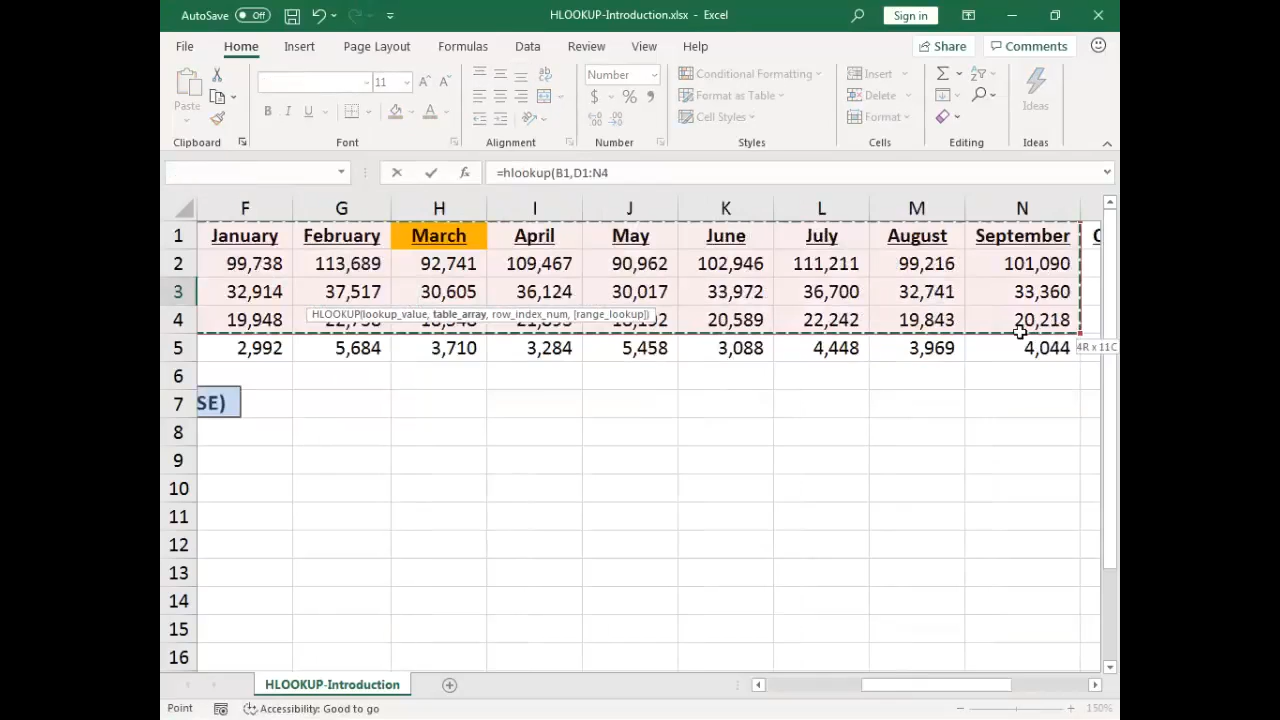 AutoSave Off HLOOKUP-Introduction.xlsx - Excel Sign in
File Home Insert Page Layout Formulas Data Review View Help Share Comments
Paste 11 Number Conditional Formatting Insert Ideas
$ % Format as Table Delete
B I U A Cell Styles Format
Clipboard Font Alignment Number Styles Cells Editing Ideas
fx =hlookup(B1,D1:N4
F G H I J K L M N
1 January February March April May June July August September
2 99,738 113,689 92,741 109,467 90,962 102,946 111,211 99,216 101,090
3 32,914 37,517 30,605 36,124 30,017 33,972 36,700 32,741 33,360
HLOOKUP(lookup_value, table_array, row_index_num, [range_lookup])
4 19,948 20,589 22,242 19,843 20,218
4R x 11C
5 2,992 5,684 3,710 3,284 5,458 3,088 4,448 3,969 4,044
6
7 SE)
8
9
10
11
12
13
14
15
16
HLOOKUP-Introduction
Point Accessibility: Good to go 150%